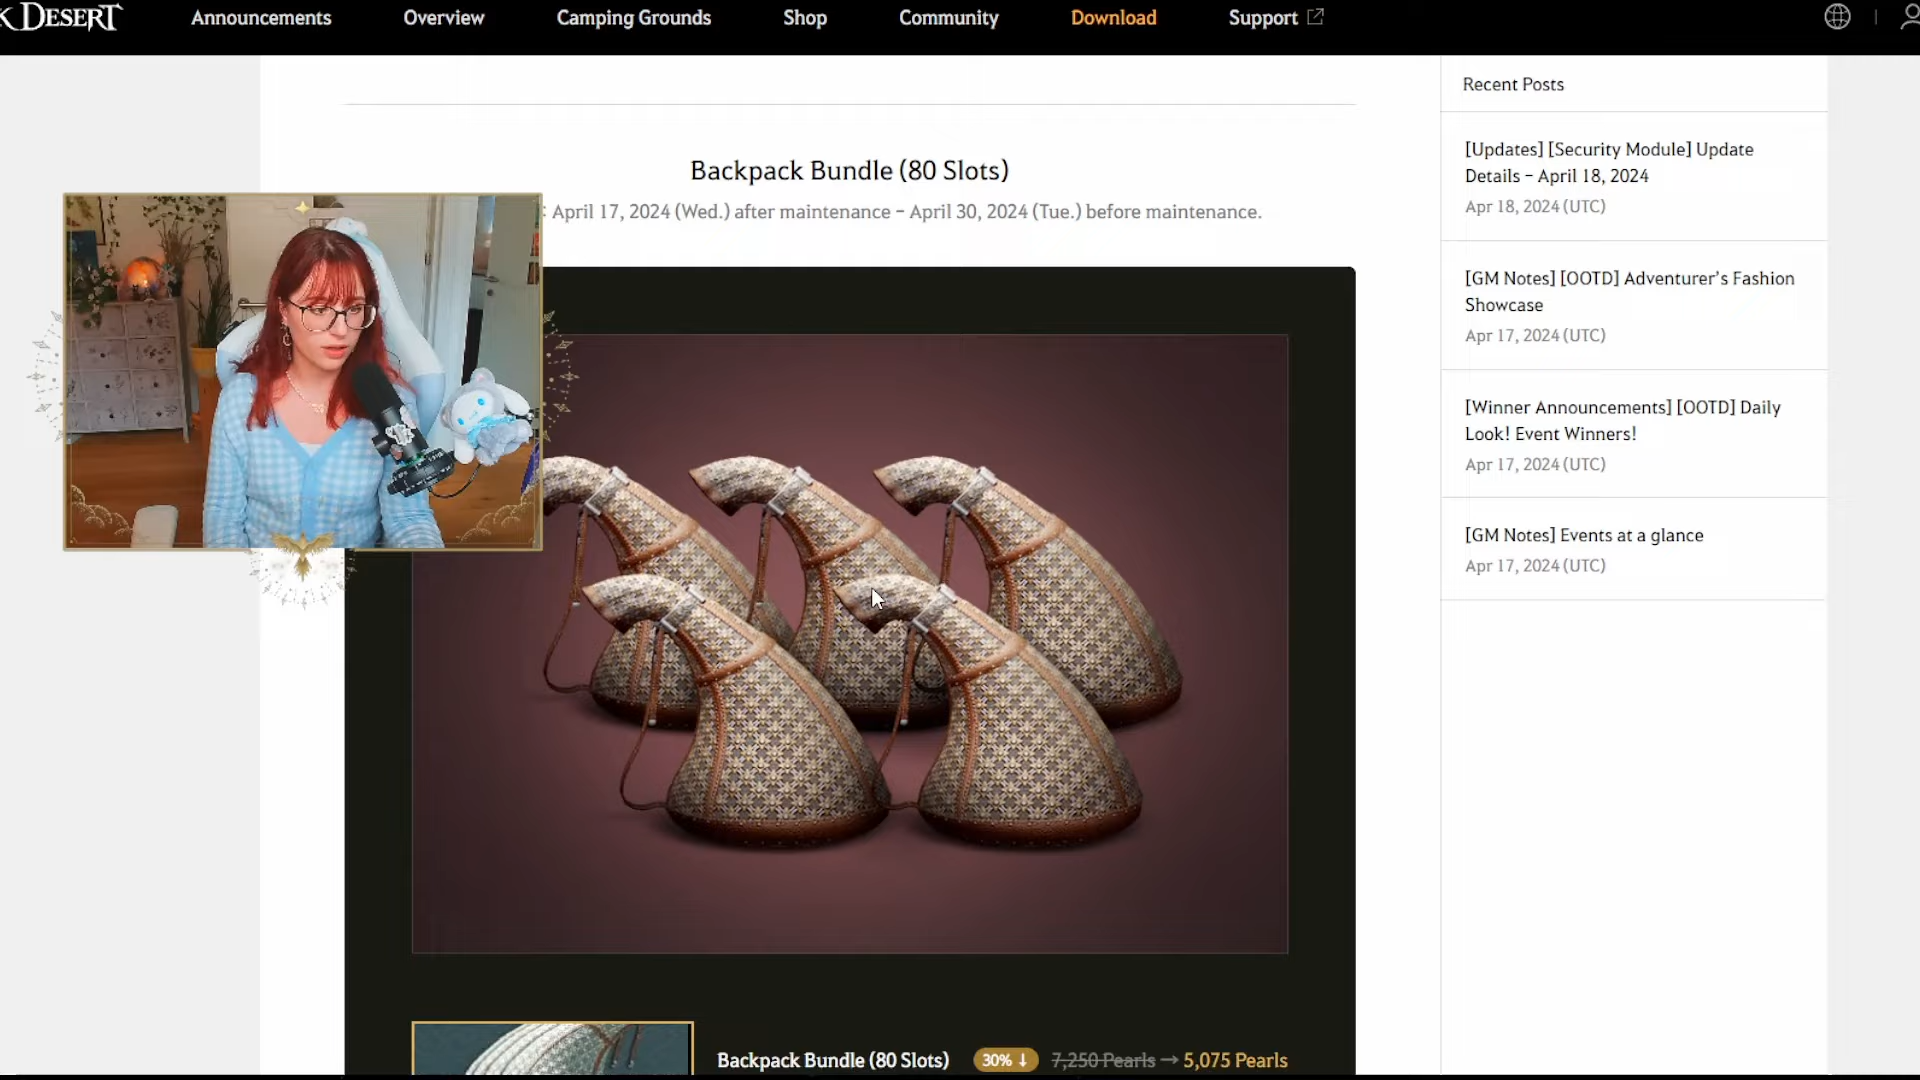 K DESERT
Announcements
Overview
Camping Grounds
Shop
Community
Download
Support
Backpack Bundle (80 Slots)
: April 17, 2024 (Wed.) after maintenance – April 30, 2024 (Tue.) before maintenance.
Backpack Bundle (80 Slots)
30% ↓
7,250 Pearls → 5,075 Pearls
Recent Posts
[Updates] [Security Module] Update
Details – April 18, 2024
Apr 18, 2024 (UTC)
[GM Notes] [OOTD] Adventurer's Fashion
Showcase
Apr 17, 2024 (UTC)
[Winner Announcements] [OOTD] Daily
Look! Event Winners!
Apr 17, 2024 (UTC)
[GM Notes] Events at a glance
Apr 17, 2024 (UTC)